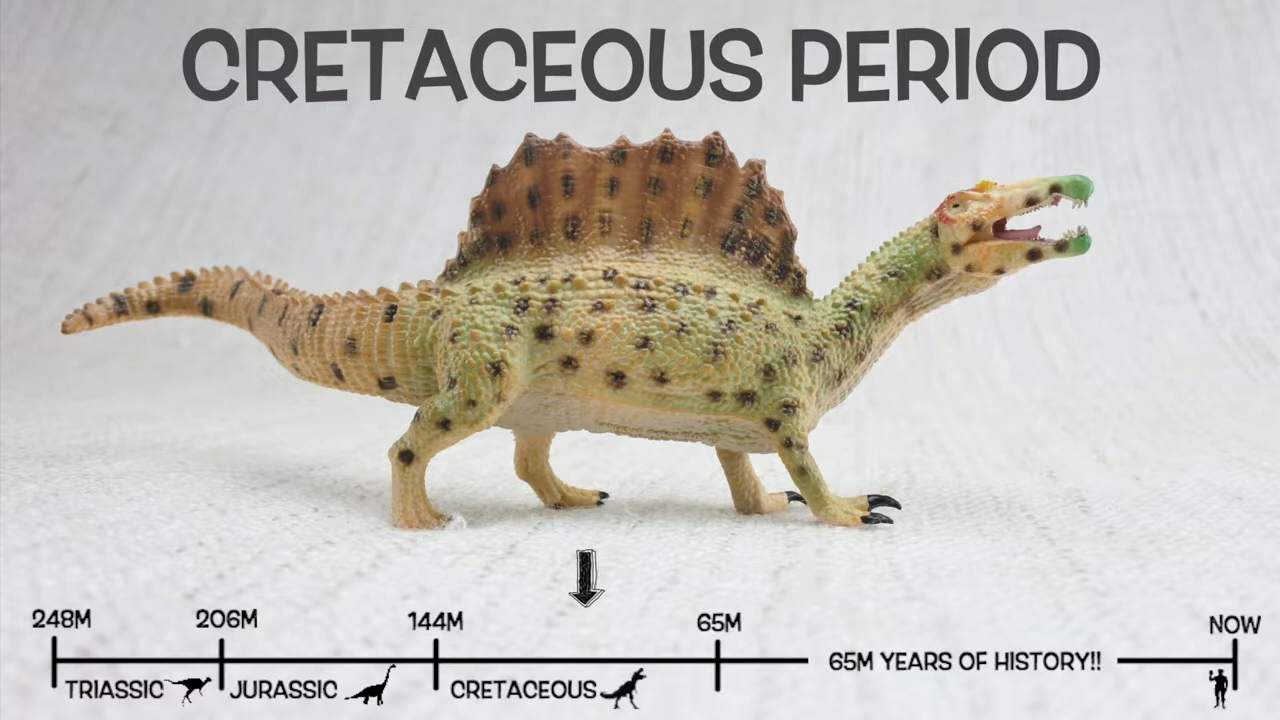 CRETACEOUS PERIOD
248M
206M
144M
65M
NOW
65M YEARS OF HISTORY!!
TRIASSIC
JURASSIC
CRETACEOUS